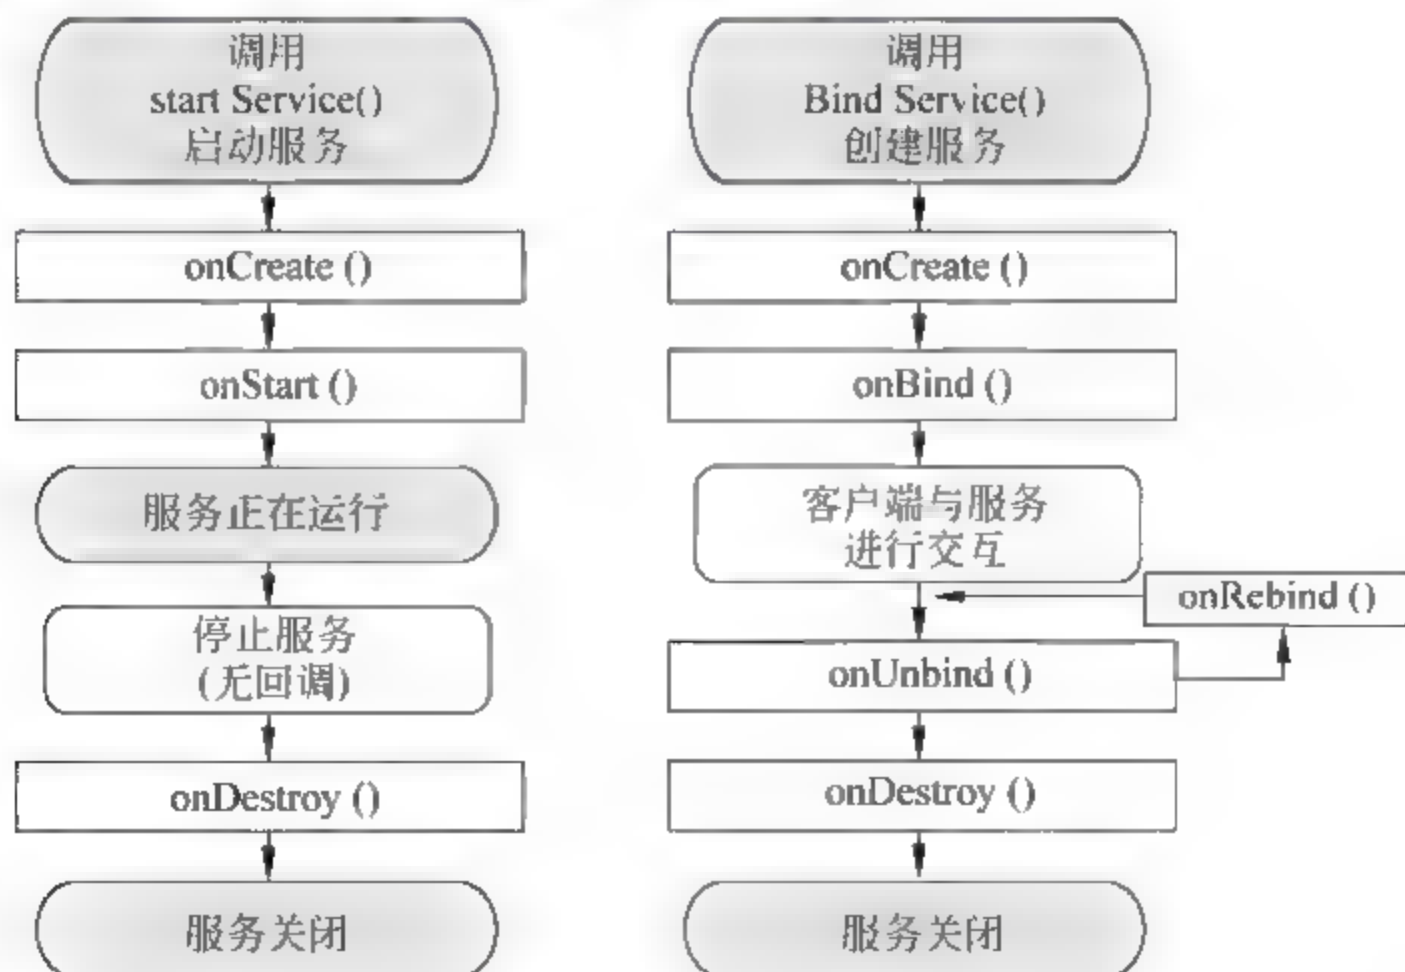 调用
start Service()
启动服务
onCreate ()
onStart ()
服务正在运行
停止服务
(无回调)
onDestroy ()
服务关闭
调用
Bind Service()
创建服务
onCreate ()
onBind ()
客户端与服务
进行交互
onRebind ()
onUnbind ()
onDestroy ()
服务关闭